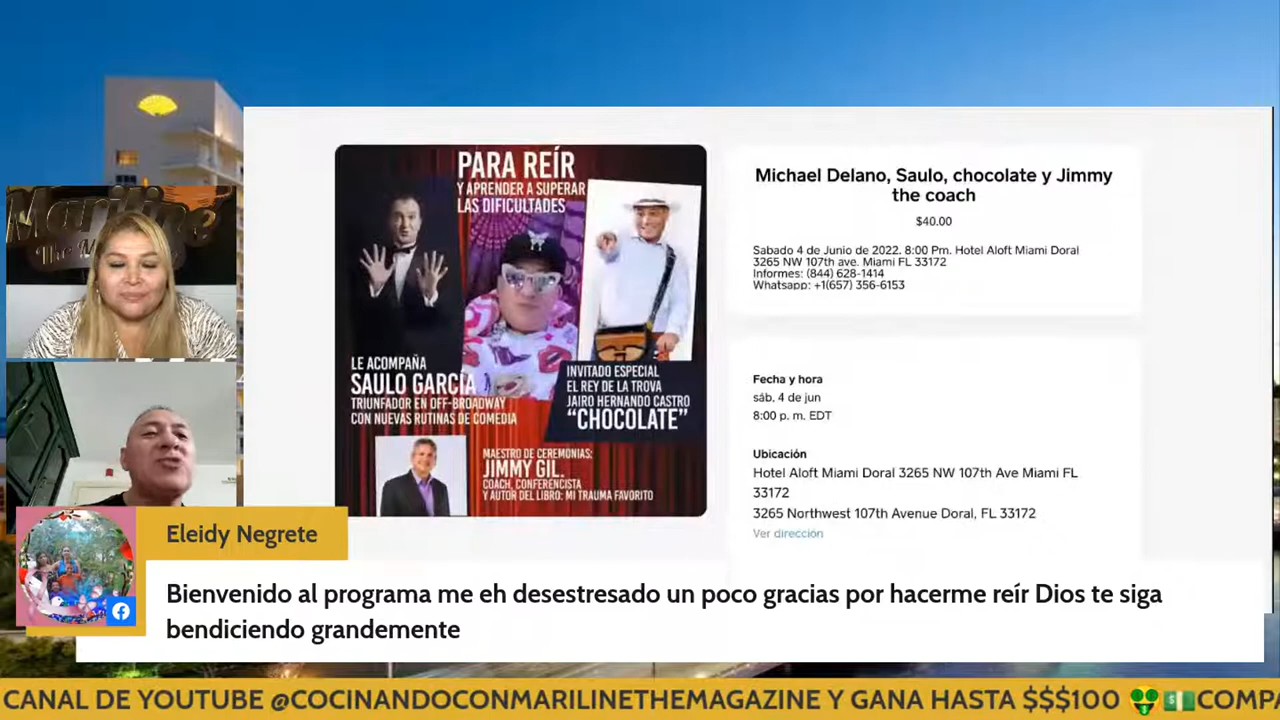 Mariline
The M
PARA REÍR
Y APRENDER A SUPERAR
LAS DIFICULTADES
LE ACOMPAÑA
SAULO GARCÍA
TRIUNFADOR EN OFF-BROADWAY
CON NUEVAS RUTINAS DE COMEDIA
INVITADO ESPECIAL
EL REY DE LA TROVA
JAIRO HERNANDO CASTRO
"CHOCOLATE"
MAESTRO DE CEREMONIAS:
JIMMY GIL.
COACH, CONFERENCISTA
Y AUTOR DEL LIBRO: MI TRAUMA FAVORITO
Michael Delano, Saulo, chocolate y Jimmy
the coach
$40.00
Sabado 4 de Junio de 2022. 8:00 Pm. Hotel Aloft Miami Doral
3265 NW 107th ave. Miami FL 33172
Informes: (844) 628-1414
Whatsapp: +1(657) 356-6153
Fecha y hora
sáb, 4 de jun
8:00 p. m. EDT
Ubicación
Hotel Aloft Miami Doral 3265 NW 107th Ave Miami FL
33172
3265 Northwest 107th Avenue Doral, FL 33172
Ver dirección
Eleidy Negrete
Bienvenido al programa me eh desestresado un poco gracias por hacerme reír Dios te siga
bendiciendo grandemente
CANAL DE YOUTUBE @COCINANDOCONMARILINETHEMAGAZINE Y GANA HASTA $$$100 🤑💵COMPA